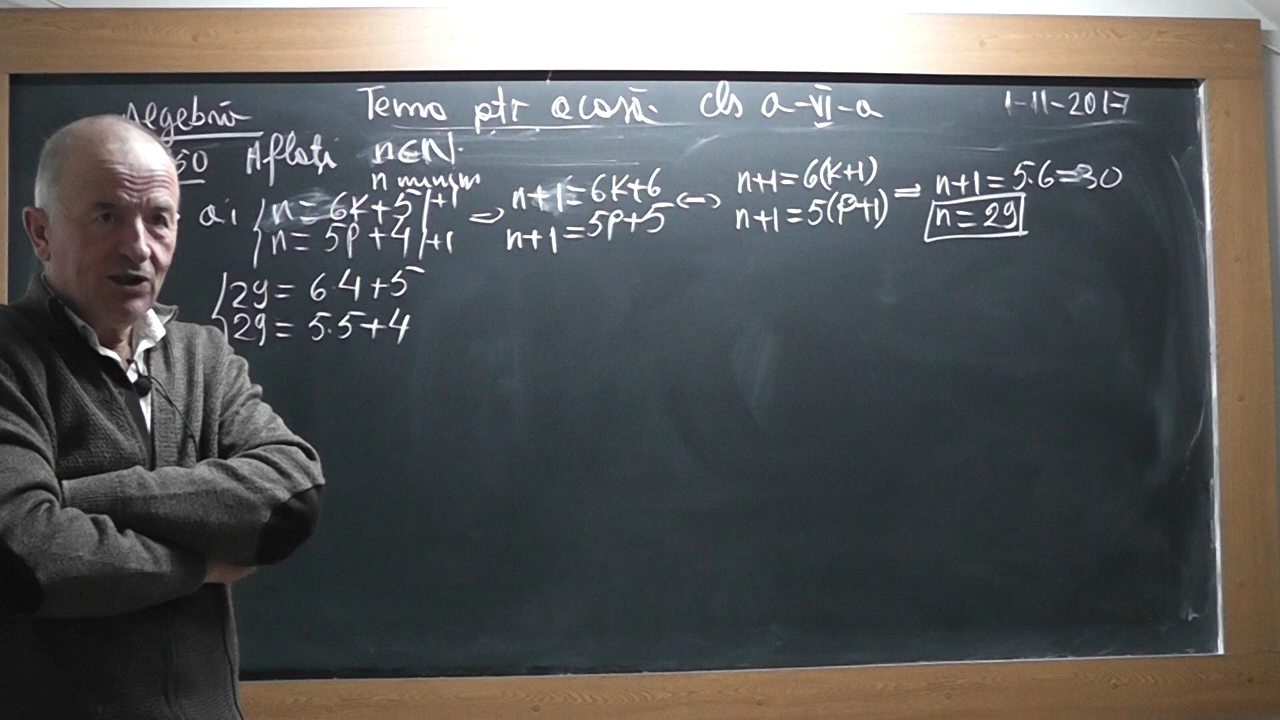 Algebră Temă ptr acasă cls a-VI-a 1-11-2017
50 Aflați n∈N.
n minim
aî n=6K+5 | +1 ⇒ n+1=6K+6 ⟷ n+1=6(K+1) ⇒ n+1=5·6=30
n=5p+4 | +1 n+1=5p+5 n+1=5(p+1) n=29
29=6·4+5
29=5·5+4